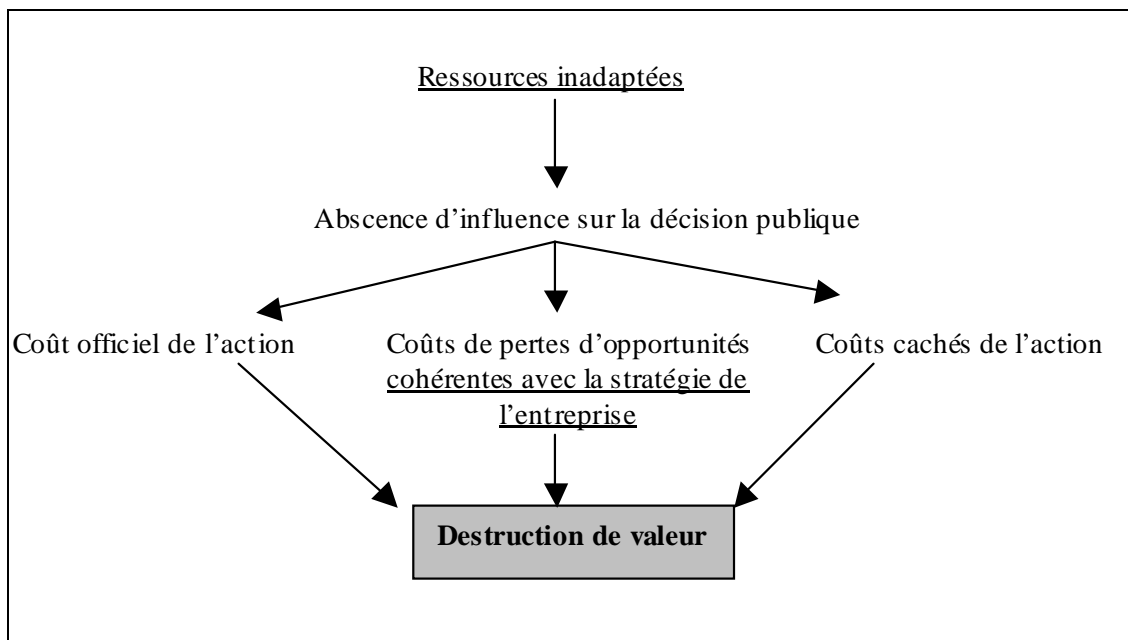 Ressources inadaptées
Abscence d'influence sur la décision publique
Coût officiel de l'action
Coûts de pertes d'opportunités
cohérentes avec la stratégie de
l'entreprise
Coûts cachés de l'action
Destruction de valeur